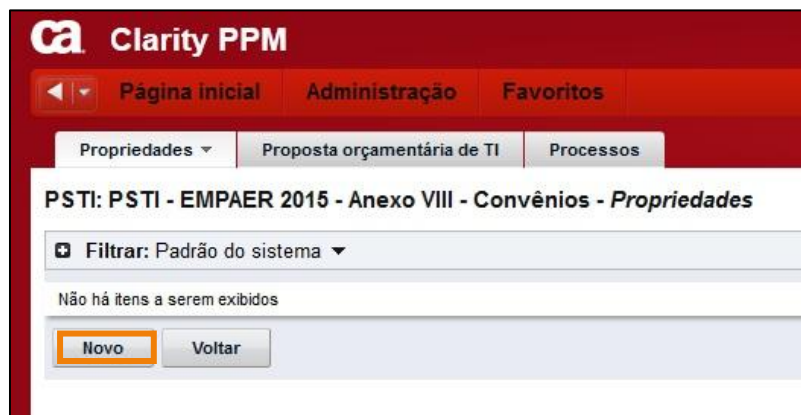 ca Clarity PPM
Página inicial Administração Favoritos
Propriedades Proposta orçamentária de TI Processos
PSTI: PSTI - EMPAER 2015 - Anexo VIII - Convênios - Propriedades
Filtrar: Padrão do sistema
Não há itens a serem exibidos
Novo Voltar